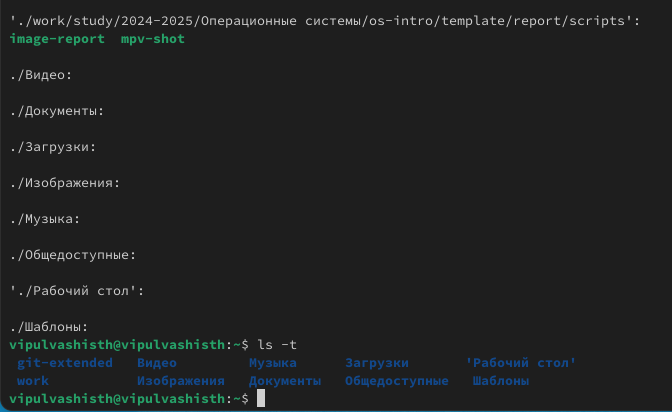 './work/study/2024-2025/Операционные системы/os-intro/template/report/scripts':
image-report  mpv-shot
./Видео:
./Документы:
./Загрузки:
./Изображения:
./Музыка:
./Общедоступные:
'./Рабочий стол':
./Шаблоны:
vipulvashisth@vipulvashisth:~$ ls -t
git-extended   Видео         Музыка      Загрузки       'Рабочий стол'
work           Изображения   Документы   Общедоступные   Шаблоны
vipulvashisth@vipulvashisth:~$